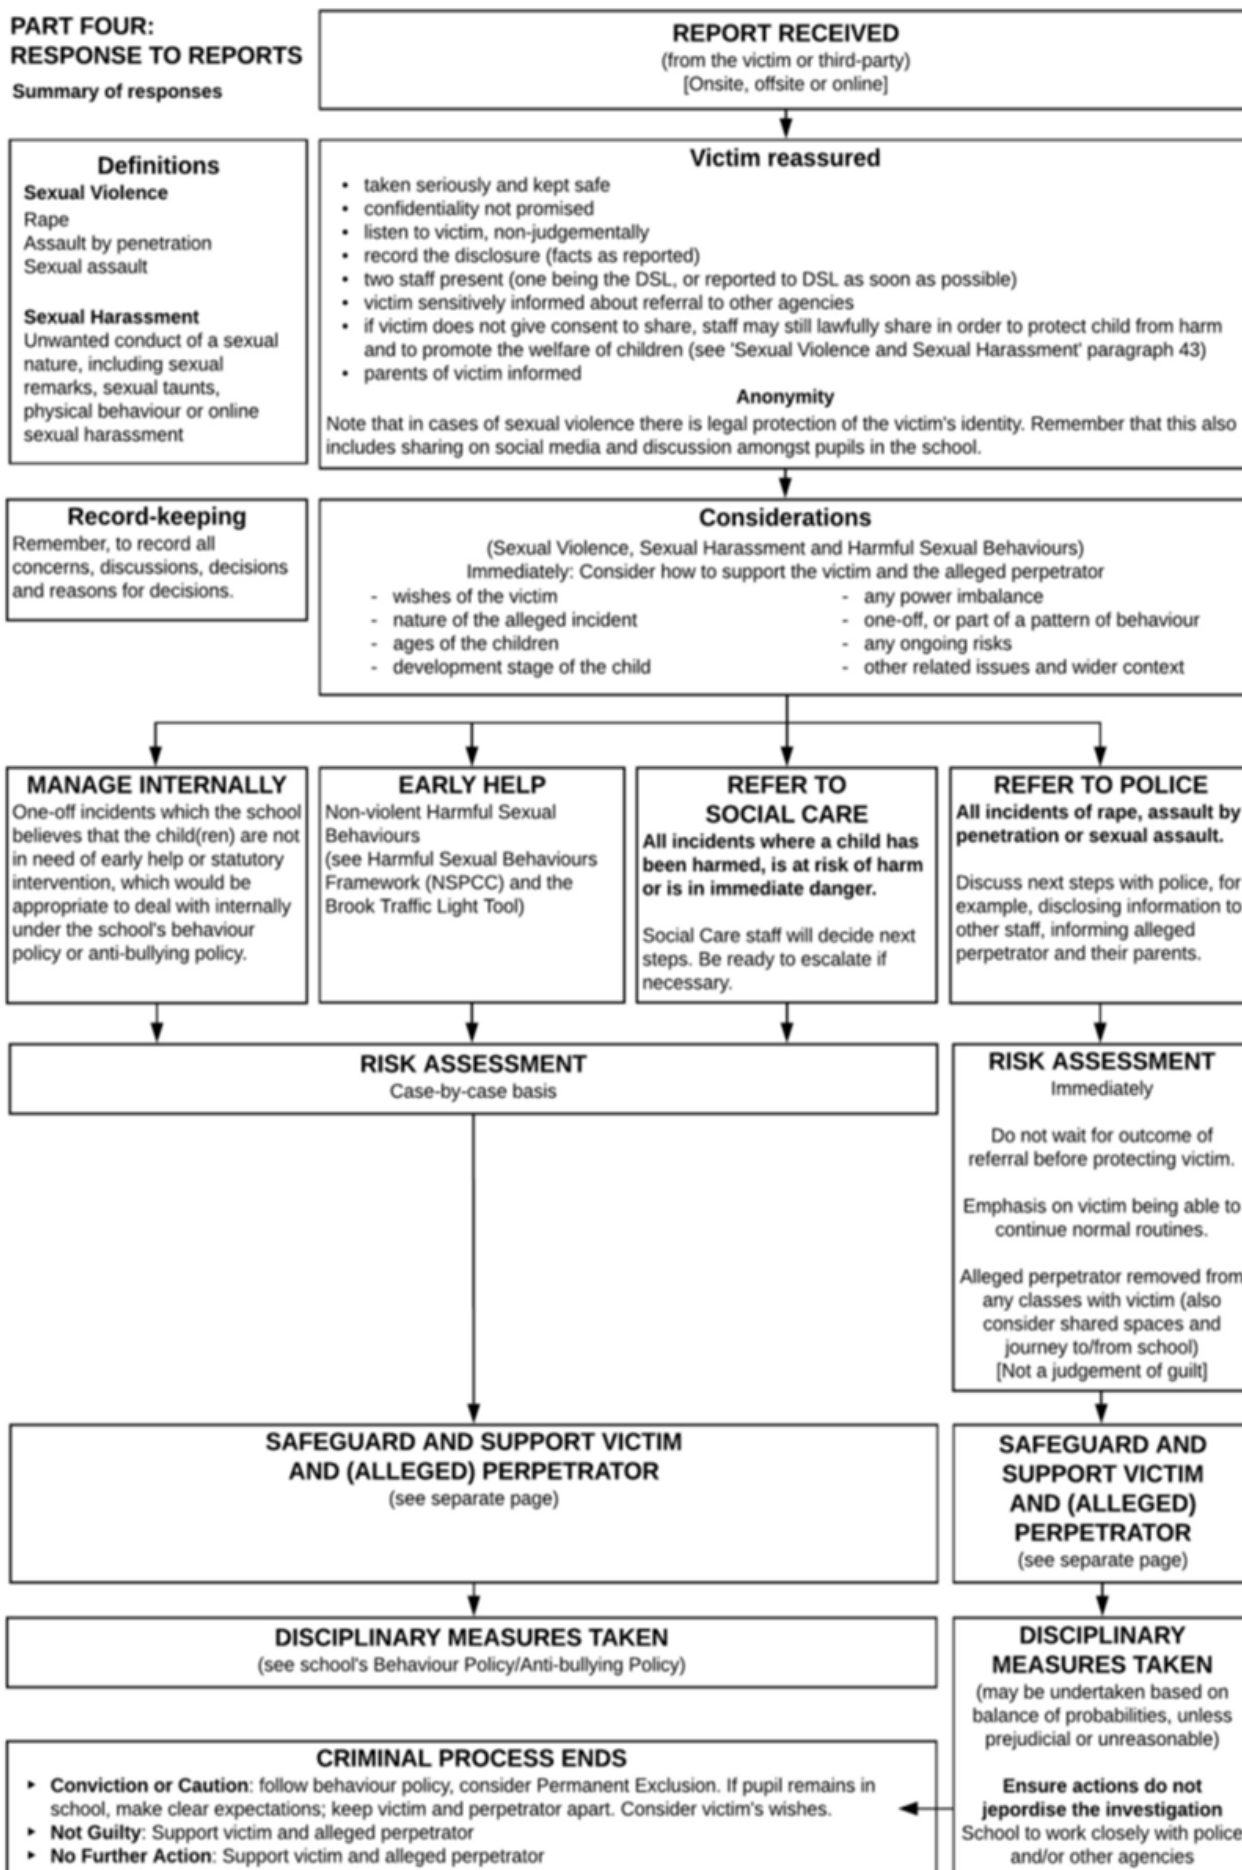 PART FOUR:
RESPONSE TO REPORTS
Summary of responses
REPORT RECEIVED
(from the victim or third-party)
[Onsite, offsite or online]
Definitions
Sexual Violence
Rape
Assault by penetration
Sexual assault
Sexual Harassment
Unwanted conduct of a sexual
nature, including sexual
remarks, sexual taunts,
physical behaviour or online
sexual harassment
Victim reassured
• taken seriously and kept safe
• confidentiality not promised
• listen to victim, non-judgementally
• record the disclosure (facts as reported)
• two staff present (one being the DSL, or reported to DSL as soon as possible)
• victim sensitively informed about referral to other agencies
• if victim does not give consent to share, staff may still lawfully share in order to protect child from harm
and to promote the welfare of children (see 'Sexual Violence and Sexual Harassment' paragraph 43)
• parents of victim informed
Anonymity
Note that in cases of sexual violence there is legal protection of the victim's identity. Remember that this also
includes sharing on social media and discussion amongst pupils in the school.
Record-keeping
Remember, to record all
concerns, discussions, decisions
and reasons for decisions.
Considerations
(Sexual Violence, Sexual Harassment and Harmful Sexual Behaviours)
Immediately: Consider how to support the victim and the alleged perpetrator
- wishes of the victim
- nature of the alleged incident
- ages of the children
- development stage of the child
- any power imbalance
- one-off, or part of a pattern of behaviour
- any ongoing risks
- other related issues and wider context
MANAGE INTERNALLY
One-off incidents which the school
believes that the child(ren) are not
in need of early help or statutory
intervention, which would be
appropriate to deal with internally
under the school's behaviour
policy or anti-bullying policy.
EARLY HELP
Non-violent Harmful Sexual
Behaviours
(see Harmful Sexual Behaviours
Framework (NSPCC) and the
Brook Traffic Light Tool)
REFER TO
SOCIAL CARE
All incidents where a child has
been harmed, is at risk of harm
or is in immediate danger.
Social Care staff will decide next
steps. Be ready to escalate if
necessary.
REFER TO POLICE
All incidents of rape, assault by
penetration or sexual assault.
Discuss next steps with police, for
example, disclosing information to
other staff, informing alleged
perpetrator and their parents.
RISK ASSESSMENT
Case-by-case basis
RISK ASSESSMENT
Immediately
Do not wait for outcome of
referral before protecting victim.
Emphasis on victim being able to
continue normal routines.
Alleged perpetrator removed from
any classes with victim (also
consider shared spaces and
journey to/from school)
[Not a judgement of guilt]
SAFEGUARD AND SUPPORT VICTIM
AND (ALLEGED) PERPETRATOR
(see separate page)
SAFEGUARD AND
SUPPORT VICTIM
AND (ALLEGED)
PERPETRATOR
(see separate page)
DISCIPLINARY MEASURES TAKEN
(see school's Behaviour Policy/Anti-bullying Policy)
DISCIPLINARY
MEASURES TAKEN
(may be undertaken based on
balance of probabilities, unless
prejudicial or unreasonable)
Ensure actions do not
jepordise the investigation
School to work closely with police
and/or other agencies
CRIMINAL PROCESS ENDS
‣ Conviction or Caution: follow behaviour policy, consider Permanent Exclusion. If pupil remains in
school, make clear expectations; keep victim and perpetrator apart. Consider victim's wishes.
‣ Not Guilty: Support victim and alleged perpetrator
‣ No Further Action: Support victim and alleged perpetrator